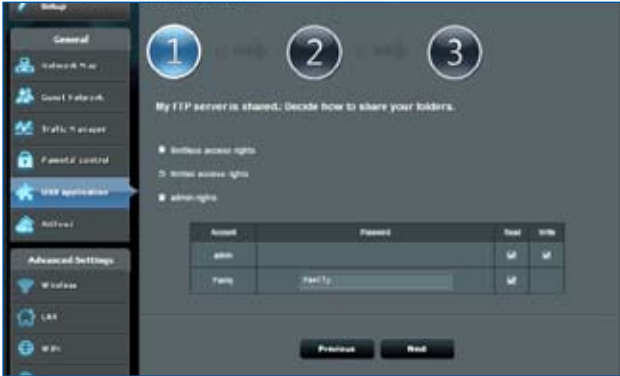 Setup
General
Network Map
Guest Network
Traffic Manager
Parental control
USB application
AiCloud
Advanced Settings
Wireless
LAN
WAN
1
2
3
My FTP server is shared.: Decide how to share your folders.
limitless access rights
limited access rights
admin rights
Account Password Read Write
admin
Family Family
Previous Next